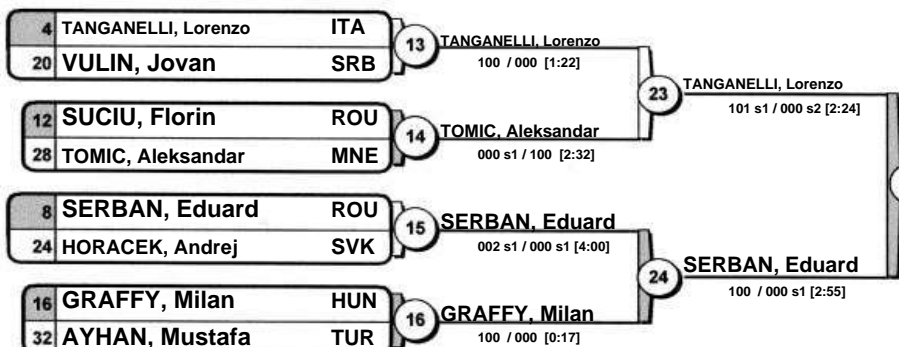 4 TANGANELLI, Lorenzo ITA
20 VULIN, Jovan SRB
13
TANGANELLI, Lorenzo
100 / 000 [1:22]
12 SUCIU, Florin ROU
28 TOMIC, Aleksandar MNE
14
TOMIC, Aleksandar
000 s1 / 100 [2:32]
23
TANGANELLI, Lorenzo
101 s1 / 000 s2 [2:24]
8 SERBAN, Eduard ROU
24 HORACEK, Andrej SVK
15
SERBAN, Eduard
002 s1 / 000 s1 [4:00]
16 GRAFFY, Milan HUN
32 AYHAN, Mustafa TUR
16
GRAFFY, Milan
100 / 000 [0:17]
24
SERBAN, Eduard
100 / 000 s1 [2:55]